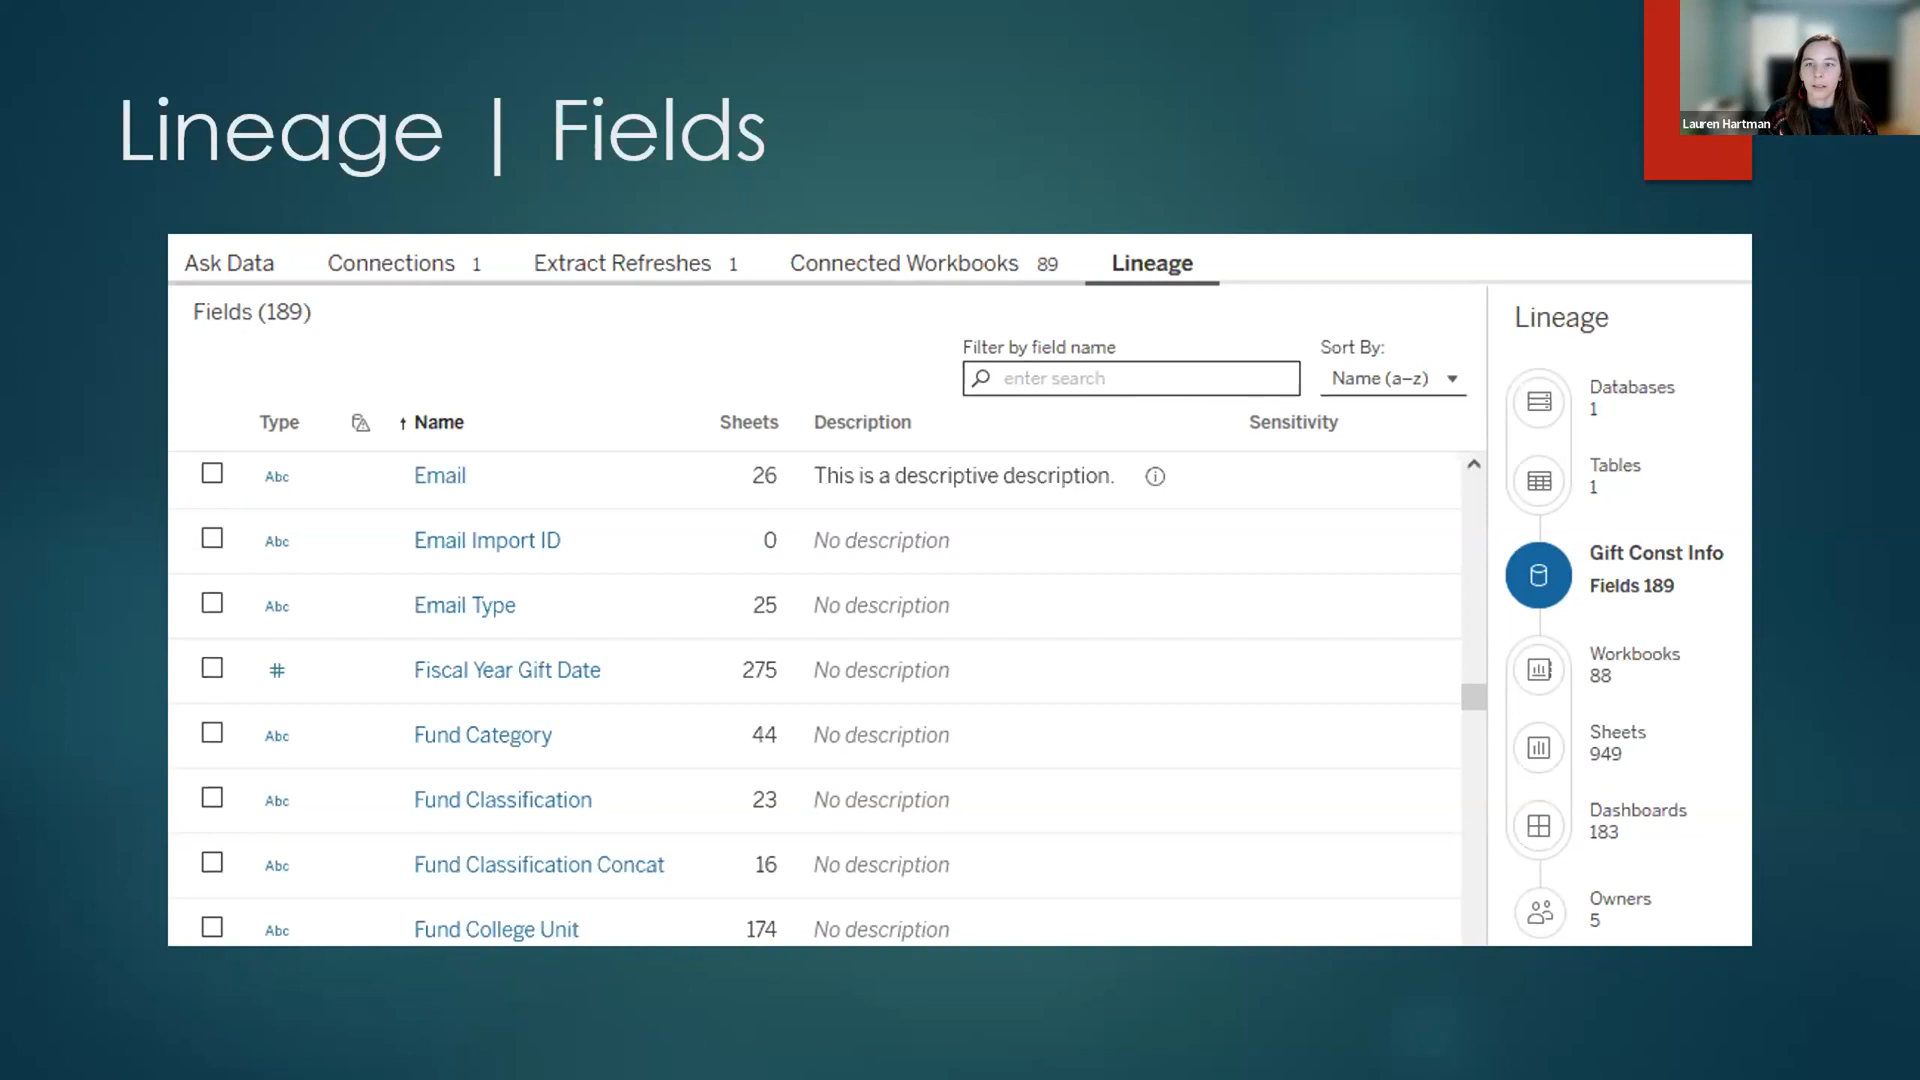 Lineage | Fields
Lauren Hartman
Ask Data Connections 1 Extract Refreshes 1 Connected Workbooks 89 Lineage
Fields (189)
Filter by field name Sort By:
enter search Name (a–z)
Type ↑ Name Sheets Description Sensitivity
Abc Email 26 This is a descriptive description.
Abc Email Import ID 0 No description
Abc Email Type 25 No description
# Fiscal Year Gift Date 275 No description
Abc Fund Category 44 No description
Abc Fund Classification 23 No description
Abc Fund Classification Concat 16 No description
Abc Fund College Unit 174 No description
Lineage
Databases
1
Tables
1
Gift Const Info
Fields 189
Workbooks
88
Sheets
949
Dashboards
183
Owners
5